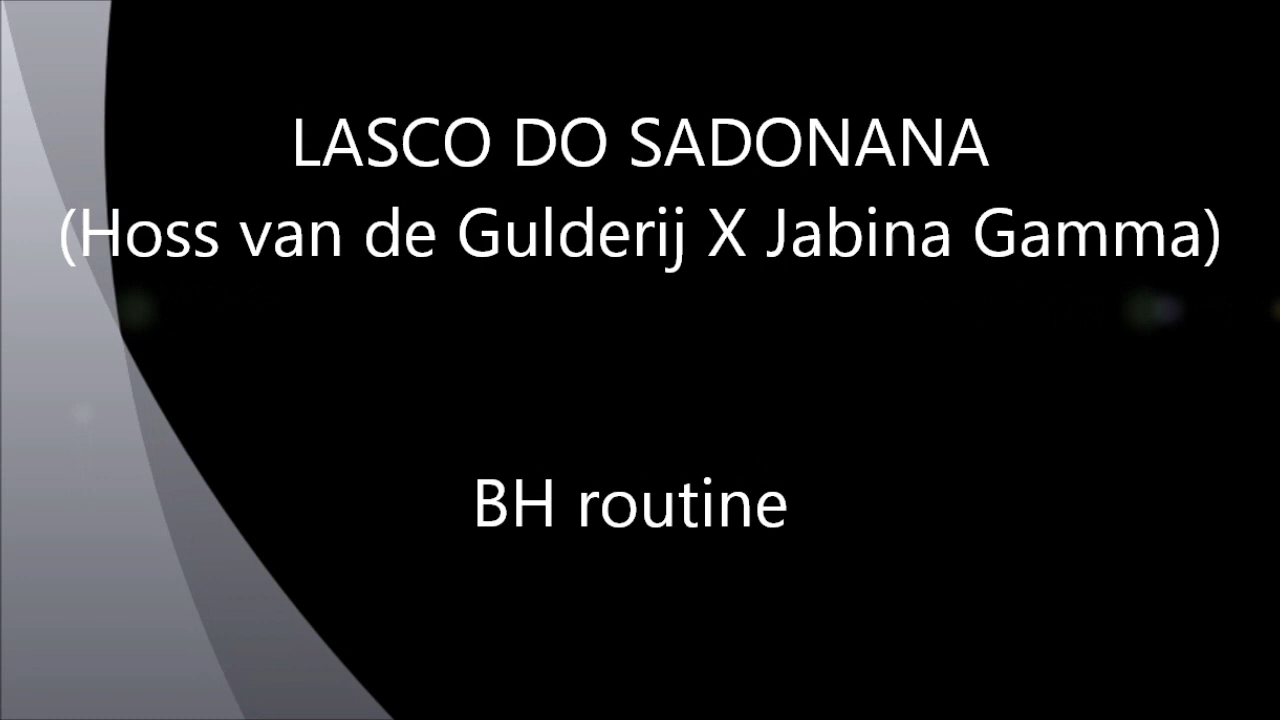 LASCO DO SADONANA
(Hoss van de Gulderij X Jabina Gamma)
BH routine